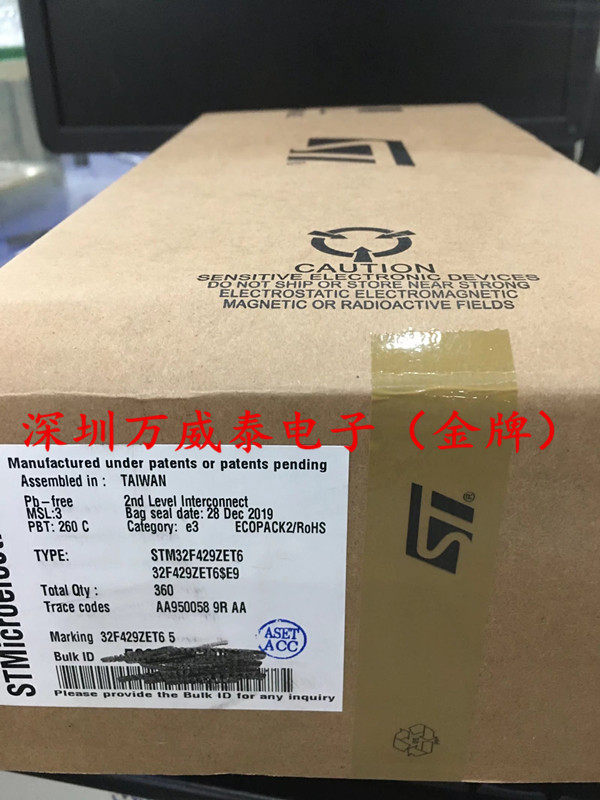 ST
CAUTION
SENSITIVE ELECTRONIC DEVICES
DO NOT SHIP OR STORE NEAR STRONG
ELECTROSTATIC ELECTROMAGNETIC
MAGNETIC OR RADIOACTIVE FIELDS
深圳万威泰电子（金牌）
Manufactured under patents or patents pending
Assembled in : TAIWAN
Pb-free 2nd Level Interconnect
MSL:3 Bag seal date: 28 Dec 2019
PBT: 260 C Category: e3 ECOPACK2/RoHS
TYPE: STM32F429ZET6
32F429ZET6$E9
Total Qty : 360
Trace codes AA950058 9R AA
Marking 32F429ZET6 5
Bulk ID
Please provide the Bulk ID for any inquiry
ASET
ACC
ST